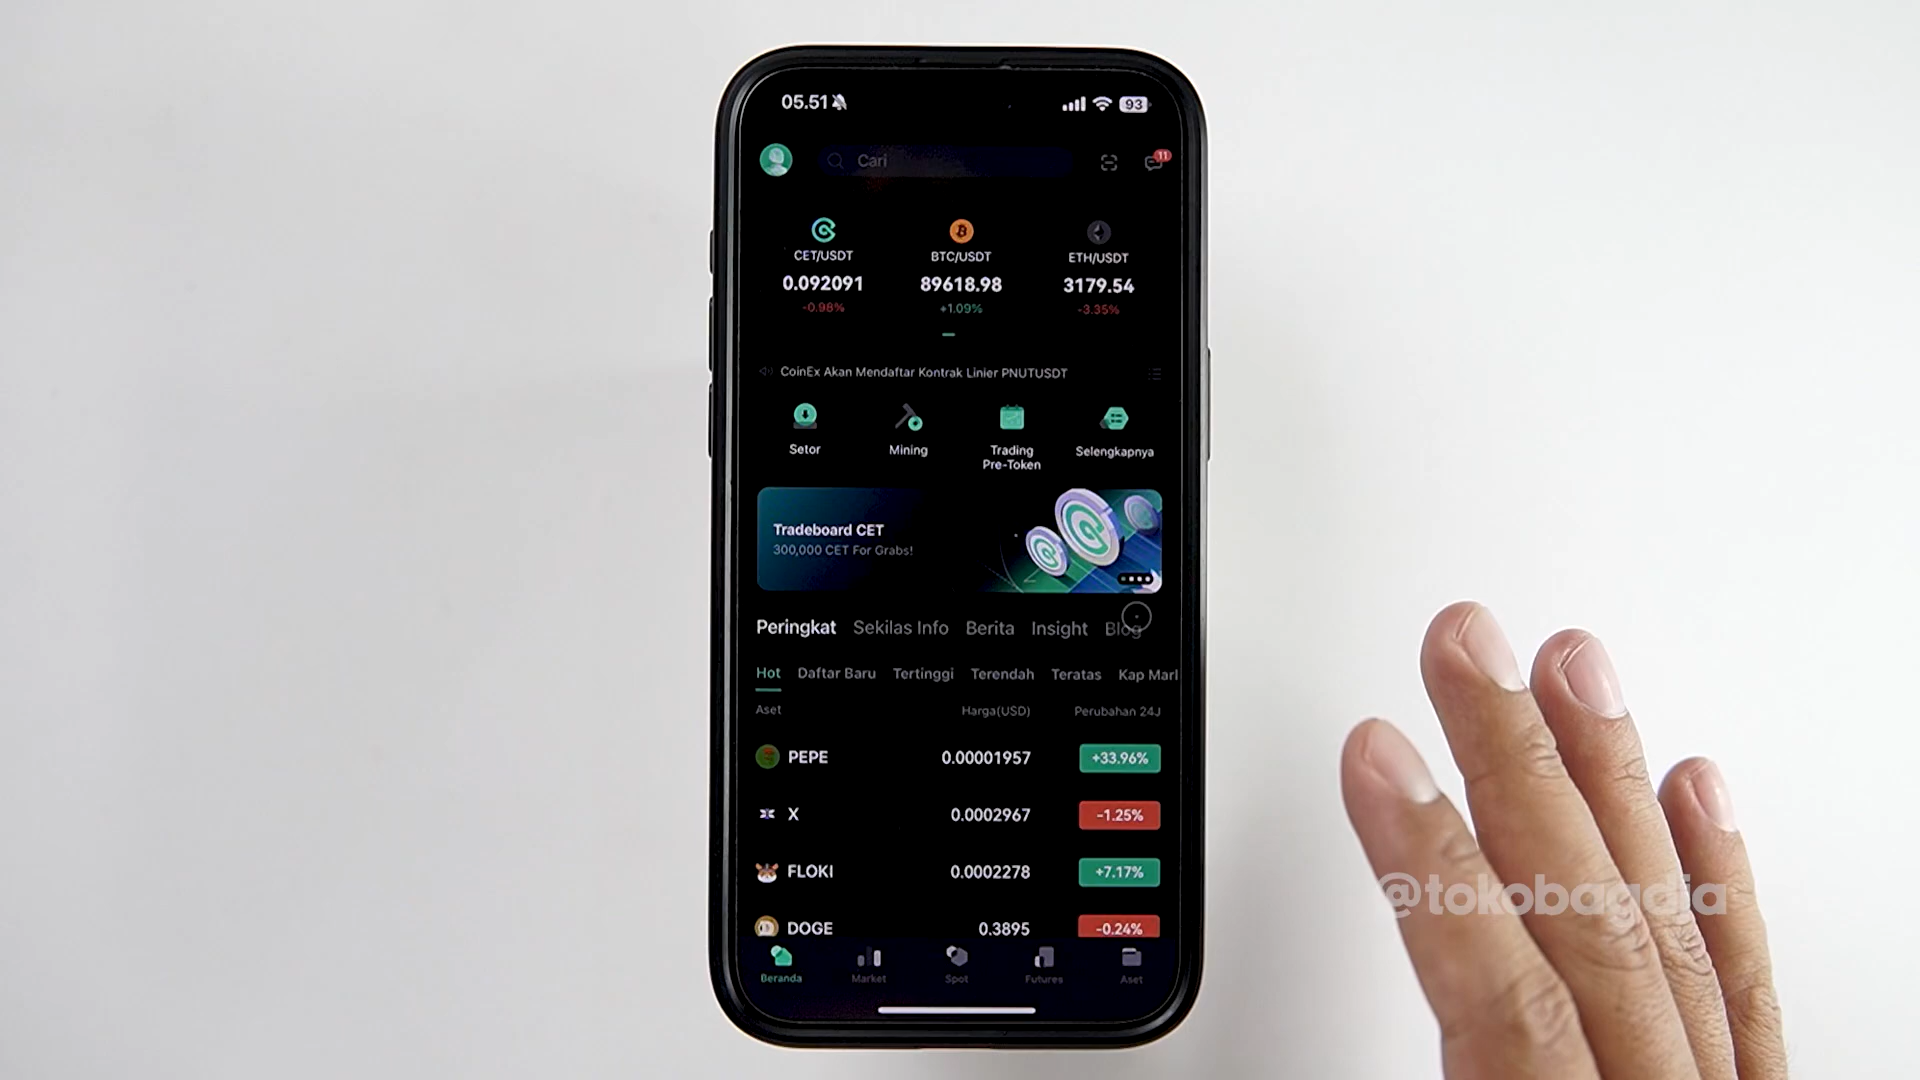 05.51
93
Cari
11
CET/USDT BTC/USDT ETH/USDT
0.092091 89618.98 3179.54
-0.98% +1.09% -3.35%
CoinEx Akan Mendaftar Kontrak Linier PNUTUSDT
Setor Mining Trading Pre-Token Selengkapnya
Tradeboard CET
300,000 CET For Grabs!
Peringkat Sekilas Info Berita Insight Blog
Hot Daftar Baru Tertinggi Terendah Teratas Kap Marl
Aset Harga(USD) Perubahan 24J
PEPE 0.00001957 +33.96%
X 0.0002967 -1.25%
FLOKI 0.0002278 +7.17%
DOGE 0.3895 -0.24%
Beranda Market Spot Futures Aset
@tokobagdja